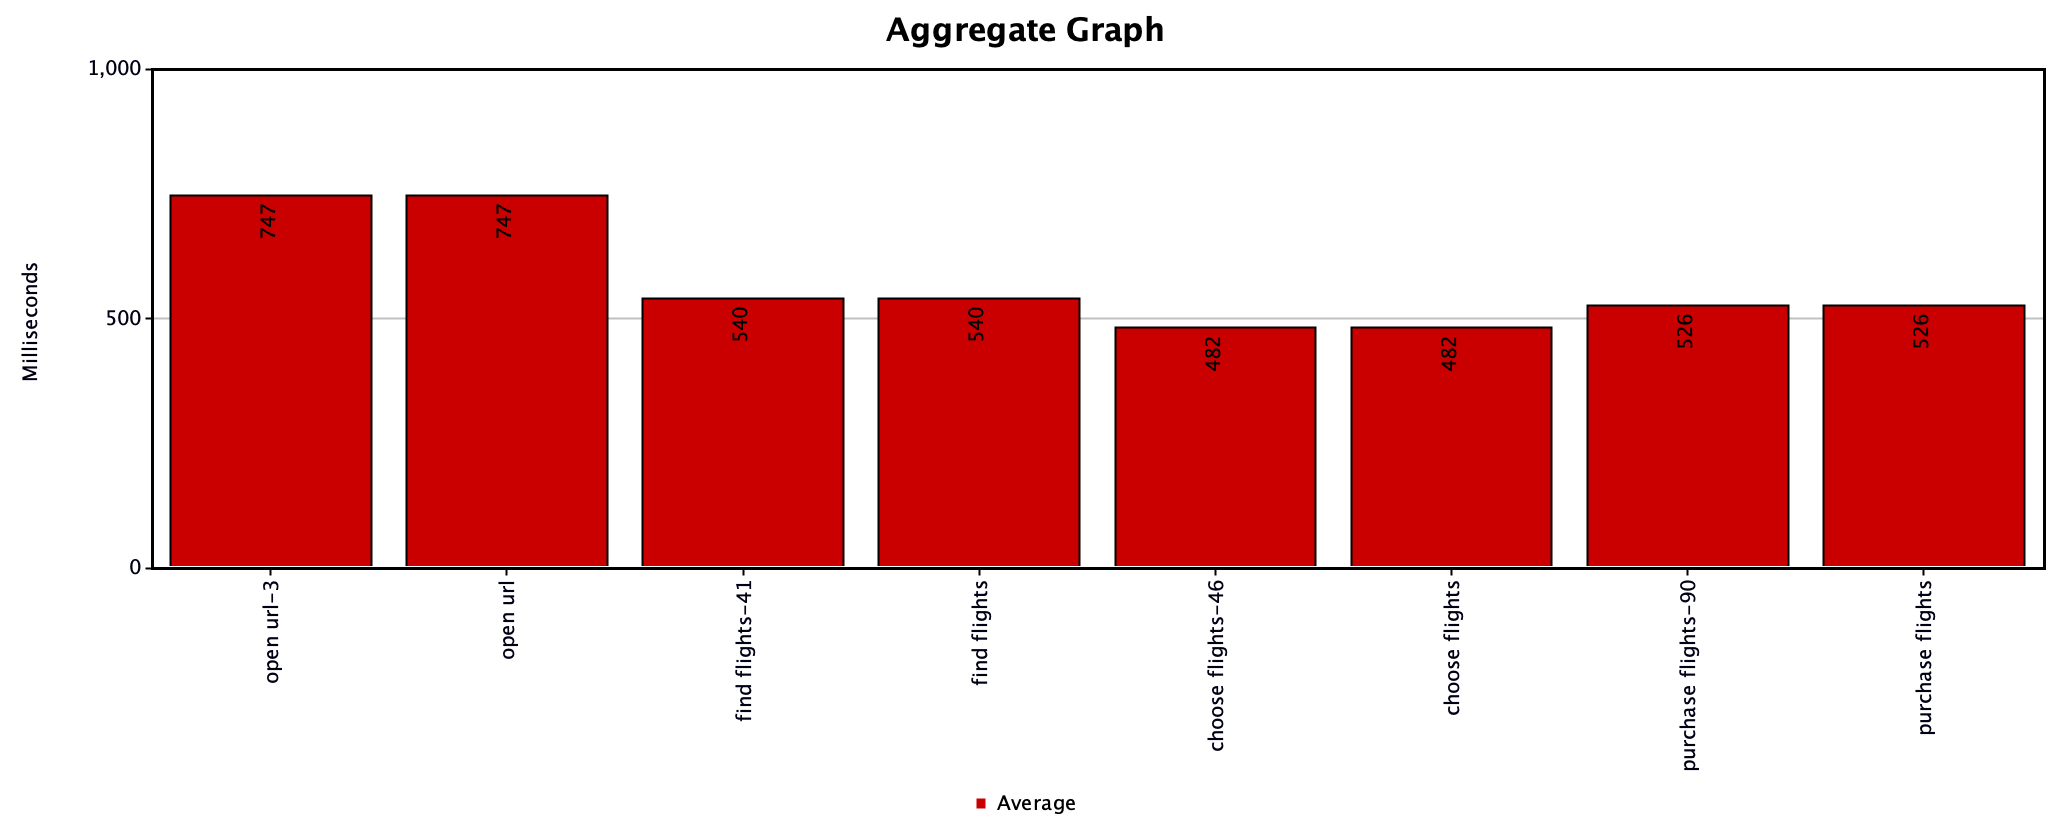 Aggregate Graph
1,000
500
0
Milliseconds
747
747
540
540
482
482
526
526
open url-3
open url
find flights-41
find flights
choose flights-46
choose flights
purchase flights-90
purchase flights
Average